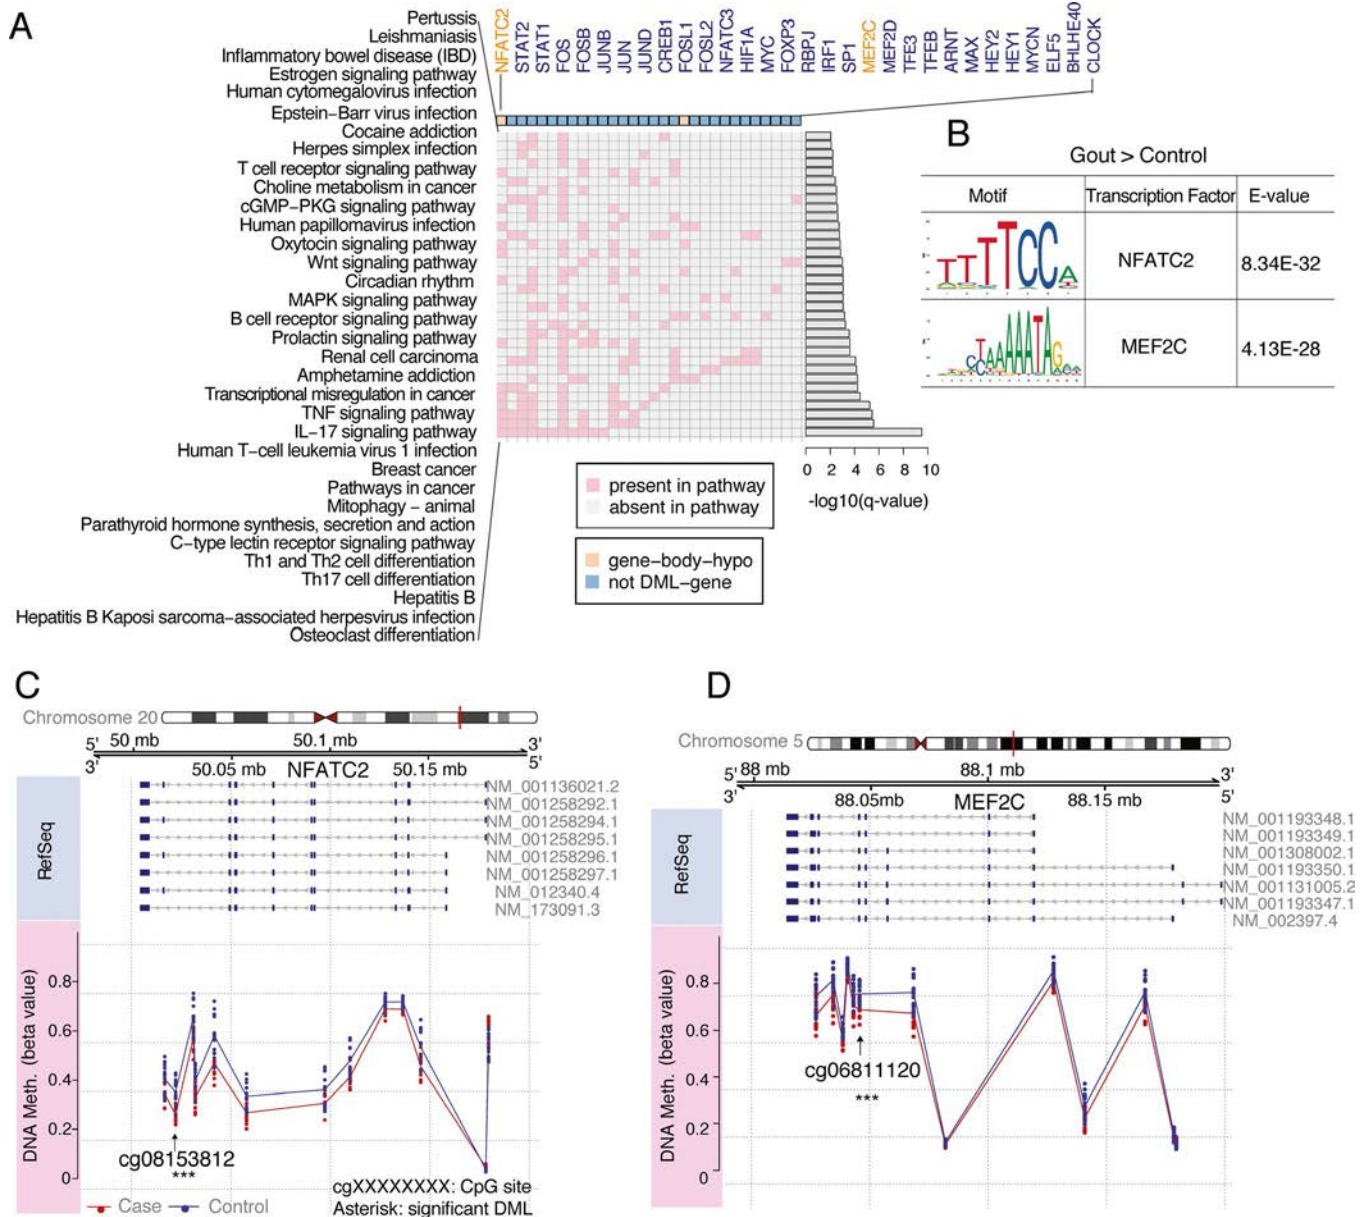 A
Pertussis
Leishmaniasis
Inflammatory bowel disease (IBD)
Estrogen signaling pathway
Human cytomegalovirus infection
Epstein−Barr virus infection
Cocaine addiction
Herpes simplex infection
T cell receptor signaling pathway
Choline metabolism in cancer
cGMP−PKG signaling pathway
Human papillomavirus infection
Oxytocin signaling pathway
Wnt signaling pathway
Circadian rhythm
MAPK signaling pathway
B cell receptor signaling pathway
Prolactin signaling pathway
Renal cell carcinoma
Amphetamine addiction
Transcriptional misregulation in cancer
TNF signaling pathway
IL−17 signaling pathway
Human T−cell leukemia virus 1 infection
Breast cancer
Pathways in cancer
Mitophagy − animal
Parathyroid hormone synthesis, secretion and action
C−type lectin receptor signaling pathway
Th1 and Th2 cell differentiation
Th17 cell differentiation
Hepatitis B
Hepatitis B Kaposi sarcoma−associated herpesvirus infection
Osteoclast differentiation
NFATC2
STAT2
STAT1
FOS
FOSB
JUNB
JUN
JUND
CREB1
FOSL1
FOSL2
NFATC3
HIF1A
MYC
FOXP3
RBPJ
IRF1
SP1
MEF2C
MEF2D
TFE3
TFEB
ARNT
MAX
HEY2
HEY1
MYCN
ELF5
BHLHE40
CLOCK
0 2 4 6 8 10
-log10(q-value)
present in pathway
absent in pathway
gene−body−hypo
not DML−gene
B
Gout > Control
Motif Transcription Factor E-value
TTTTCCA NFATC2 8.34E-32
MEF2C 4.13E-28
C
Chromosome 20
5' 50 mb 50.1 mb 3'
3' 50.05 mb NFATC2 50.15 mb 5'
RefSeq
NM_001136021.2
NM_001258292.1
NM_001258294.1
NM_001258295.1
NM_001258296.1
NM_001258297.1
NM_012340.4
NM_173091.3
DNA Meth. (beta value)
0.8
0.6
0.4
0.2
0
cg08153812
***
cgXXXXXXXX: CpG site
Case Control Asterisk: significant DML
D
Chromosome 5
5' 88 mb 88.1 mb 3'
3' 88.05mb MEF2C 88.15 mb 5'
RefSeq
NM_001193348.1
NM_001193349.1
NM_001308002.1
NM_001193350.1
NM_001131005.2
NM_001193347.1
NM_002397.4
DNA Meth. (beta value)
0.8
0.6
0.4
0.2
0
cg06811120
***